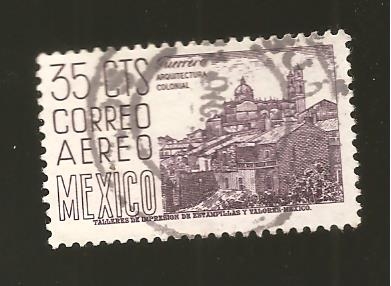 35 CTS
CORREO
AEREO
MEXICO
Guerrero
ARQUITECTURA
COLONIAL
TALLERES DE IMPRESION DE ESTAMPILLAS Y VALORES-MEXICO.